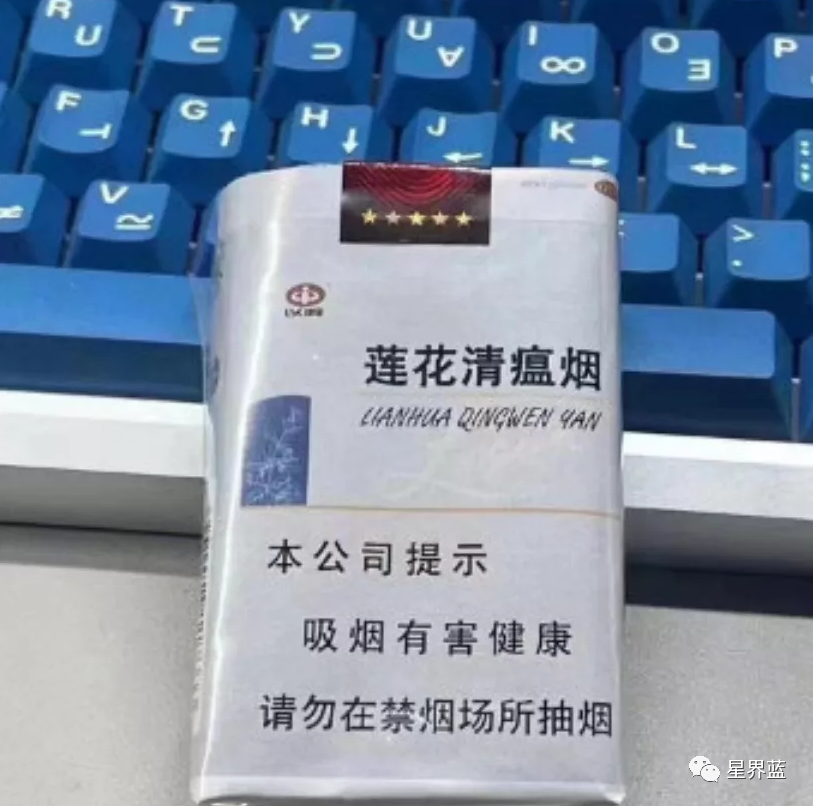 R U
T ⊂
Y ⊃
U ∀
I ∞
O ∃
P
F ⊣
G ↑
H ↓
J ←
K →
L ↔
≠
V ≃
>
.
莲花清瘟烟
LIANHUA QINGWEN YAN
本公司提示
吸烟有害健康
请勿在禁烟场所抽烟
星界蓝